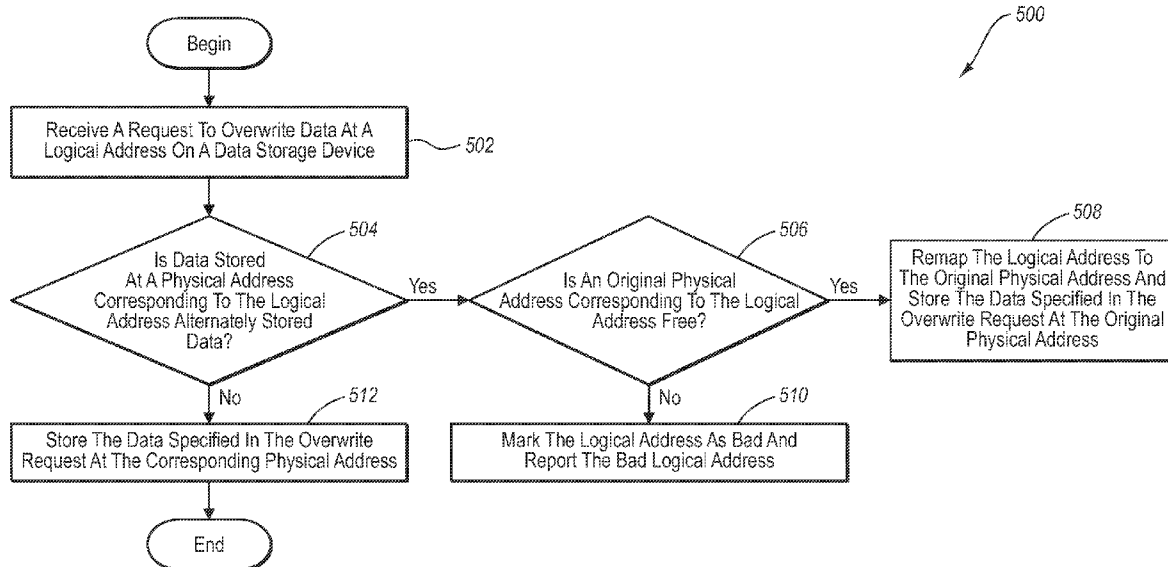 500
Begin
Receive A Request To Overwrite Data At A
Logical Address On A Data Storage Device
502
504
Is Data Stored
At A Physical Address
Corresponding To The Logical
Address Alternately Stored
Data?
Yes
506
Is An Original Physical
Address Corresponding To The Logical
Address Free?
Yes
508
Remap The Logical Address To
The Original Physical Address And
Store The Data Specified In The
Overwrite Request At The Original
Physical Address
No
512
Store The Data Specified In The Overwrite
Request At The Corresponding Physical Address
No
510
Mark The Logical Address As Bad And
Report The Bad Logical Address
End